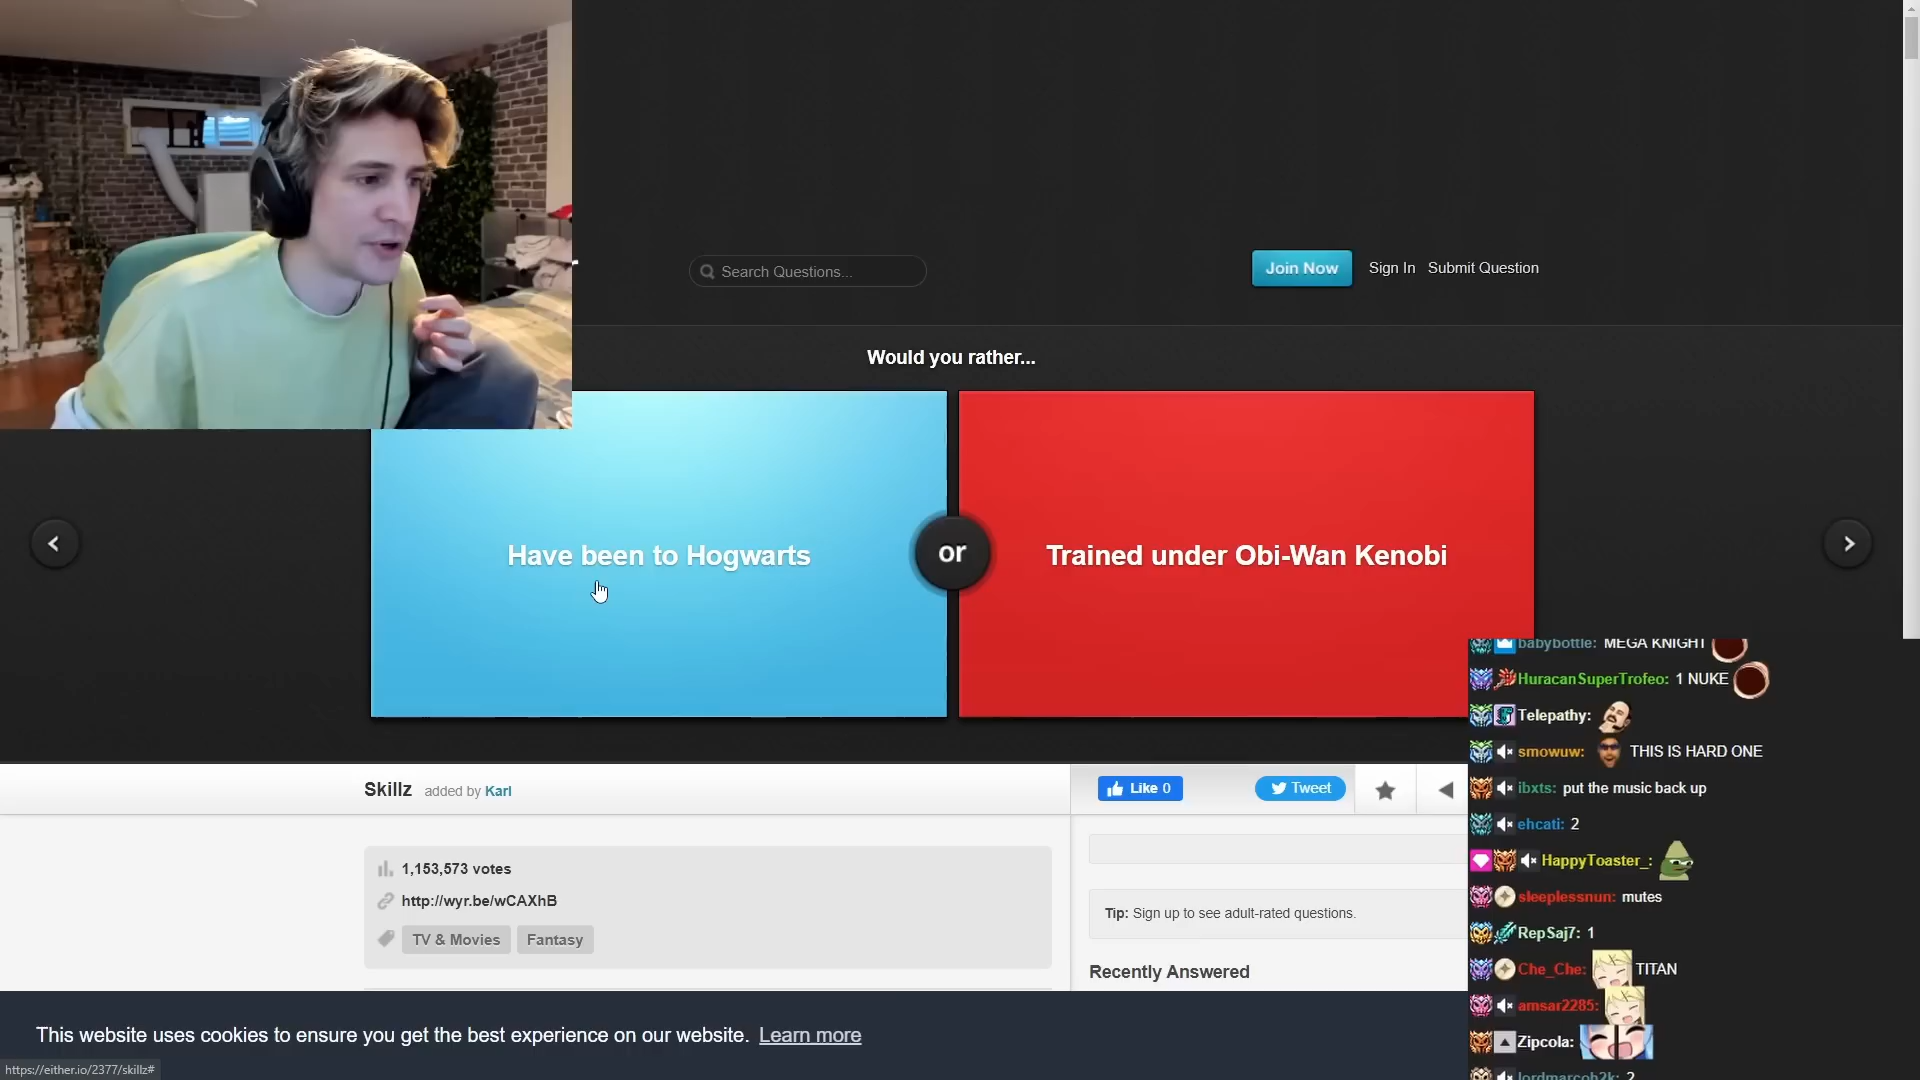 Search Questions...
Join Now
Sign In
Submit Question
Would you rather...
Have been to Hogwarts
or
Trained under Obi-Wan Kenobi
Skillz added by Karl
Like 0
Tweet
1,153,573 votes
http://wyr.be/wCAXhB
TV & Movies
Fantasy
Tip: Sign up to see adult-rated questions.
Recently Answered
babybottle: MEGA KNIGHT
HuracanSuperTrofeo: 1 NUKE
Telepathy:
smowuw: THIS IS HARD ONE
ibxts: put the music back up
ehcati: 2
HappyToaster_:
sleeplessnun: mutes
RepSaj7: 1
Che_Che: TITAN
amsar2285:
Zipcola:
lordmarcoh2k: 2
This website uses cookies to ensure you get the best experience on our website. Learn more
https://either.io/2377/skillz#